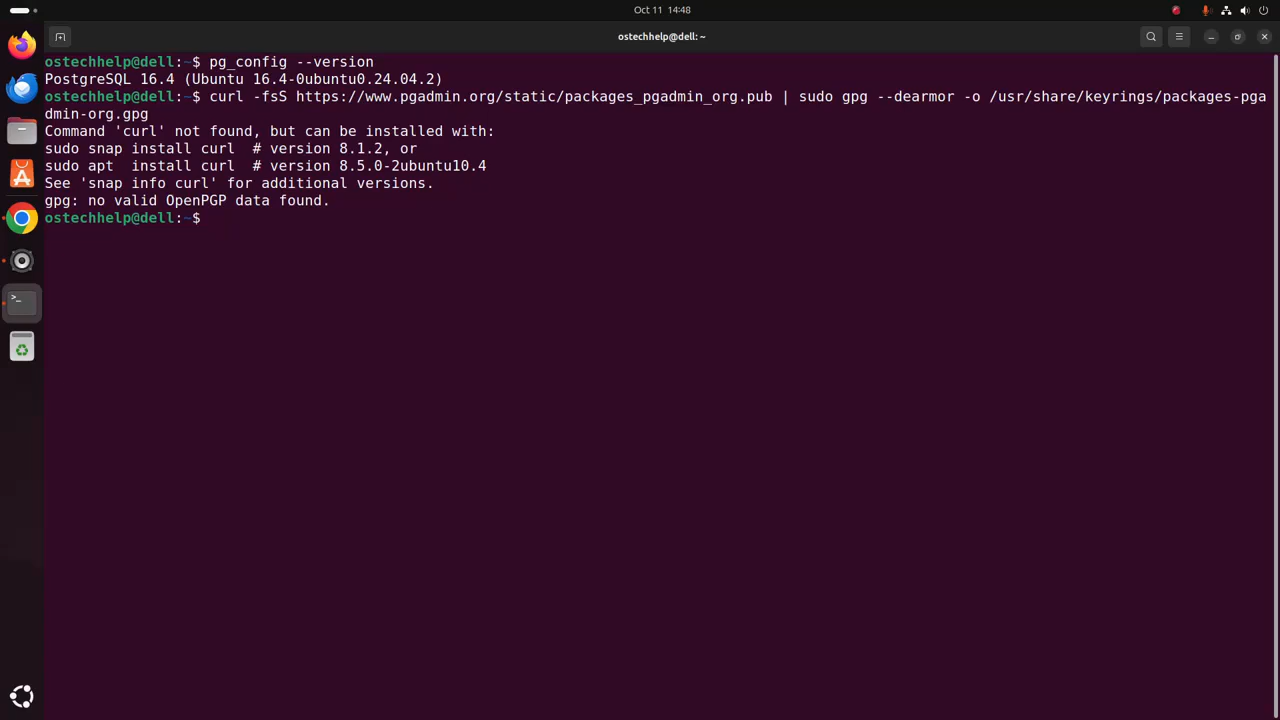 Oct 11 14:48
ostechhelp@dell: ~
ostechhelp@dell:~$ pg_config --version
PostgreSQL 16.4 (Ubuntu 16.4-0ubuntu0.24.04.2)
ostechhelp@dell:~$ curl -fsS https://www.pgadmin.org/static/packages_pgadmin_org.pub | sudo gpg --dearmor -o /usr/share/keyrings/packages-pga
dmin-org.gpg
Command 'curl' not found, but can be installed with:
sudo snap install curl  # version 8.1.2, or
sudo apt  install curl  # version 8.5.0-2ubuntu10.4
See 'snap info curl' for additional versions.
gpg: no valid OpenPGP data found.
ostechhelp@dell:~$